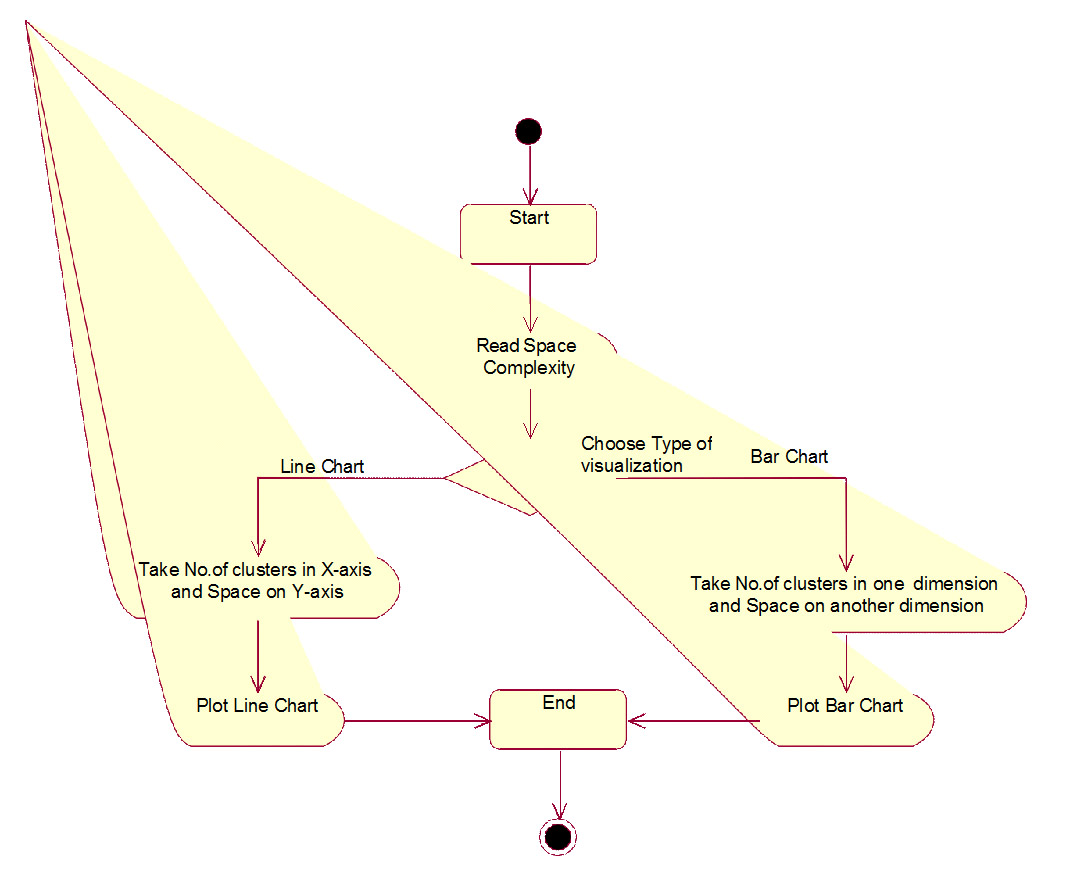 Start
Read Space
Complexity
Choose Type of
visualization
Line Chart
Bar Chart
Take No.of clusters in X-axis
and Space on Y-axis
Take No.of clusters in one dimension
and Space on another dimension
Plot Line Chart
End
Plot Bar Chart